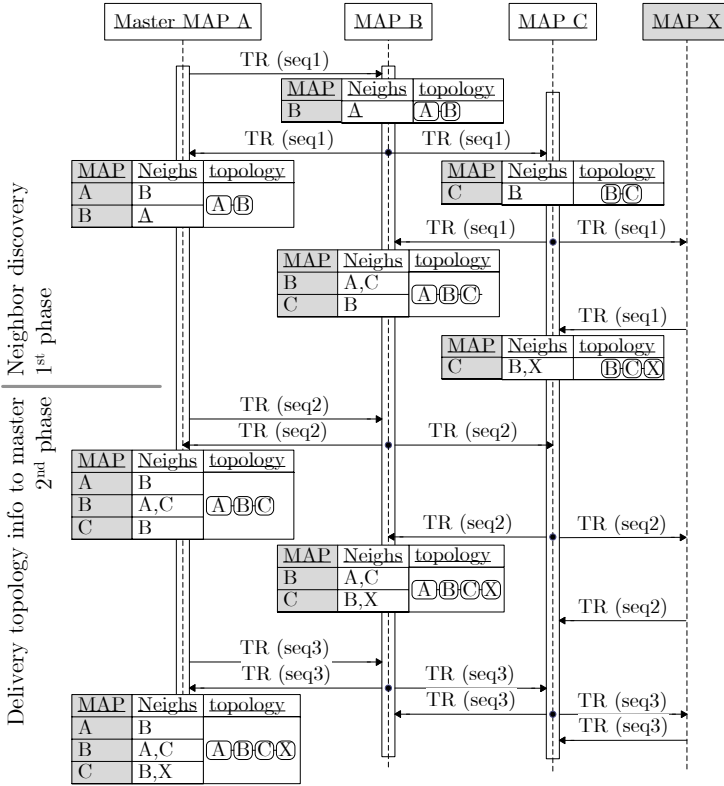 Master MAP A MAP B MAP C MAP X
TR (seq1)
MAP Neighs topology
B A A B
TR (seq1) TR (seq1)
MAP Neighs topology
A B
B A
A B
MAP Neighs topology
C B B C
TR (seq1) TR (seq1)
MAP Neighs topology
B A,C
C B
A B C
TR (seq1)
MAP Neighs topology
C B,X B C X
Neighbor discovery
1st phase
TR (seq2)
TR (seq2) TR (seq2)
MAP Neighs topology
A B
B A,C
C B
A B C
TR (seq2) TR (seq2)
MAP Neighs topology
B A,C
C B,X
A B C X
TR (seq2)
TR (seq3)
TR (seq3) TR (seq3)
TR (seq3) TR (seq3)
TR (seq3)
MAP Neighs topology
A B
B A,C
C B,X
A B C X
Delivery topology info to master
2nd phase